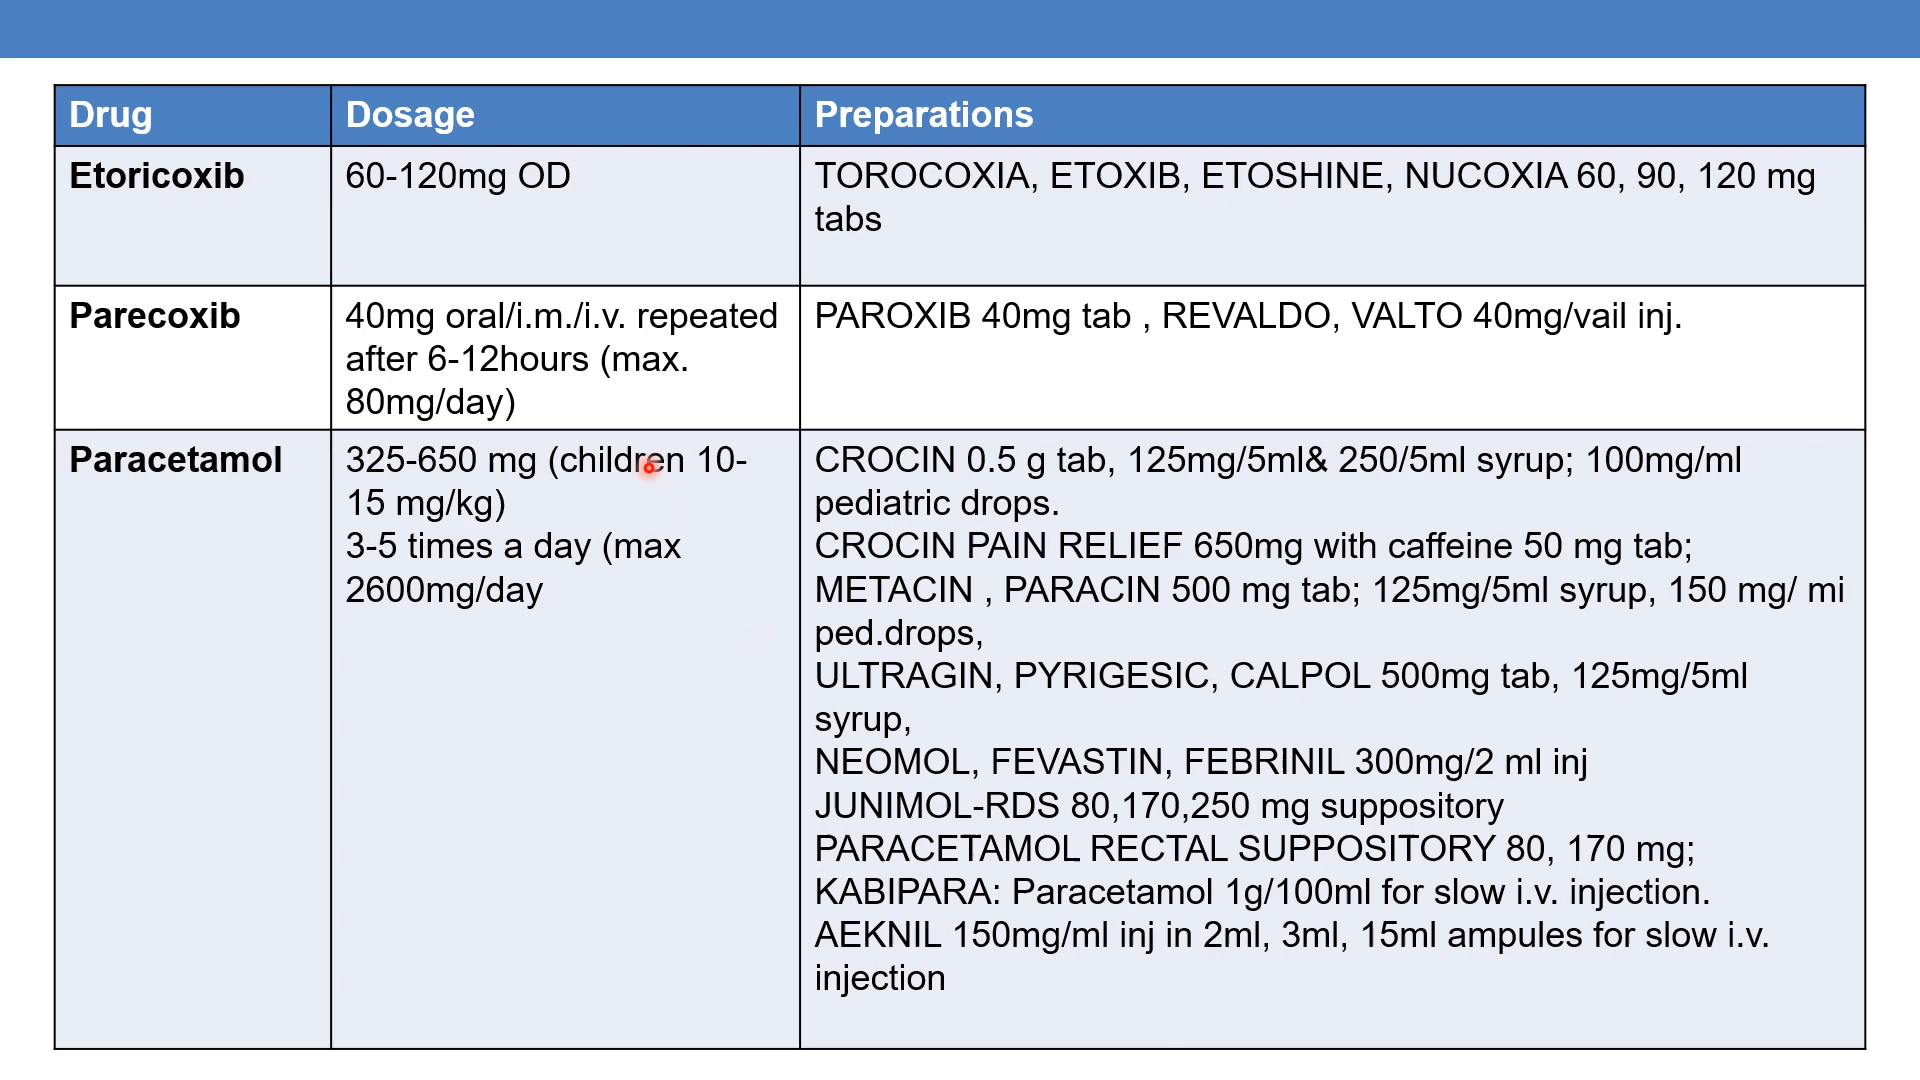 Drug
Dosage
Preparations
Etoricoxib
60-120mg OD
TOROCOXIA, ETOXIB, ETOSHINE, NUCOXIA 60, 90, 120 mg
tabs
Parecoxib
40mg oral/i.m./i.v. repeated
after 6-12hours (max.
80mg/day)
PAROXIB 40mg tab , REVALDO, VALTO 40mg/vail inj.
Paracetamol
325-650 mg (children 10-
15 mg/kg)
3-5 times a day (max
2600mg/day
CROCIN 0.5 g tab, 125mg/5ml& 250/5ml syrup; 100mg/ml
pediatric drops.
CROCIN PAIN RELIEF 650mg with caffeine 50 mg tab;
METACIN , PARACIN 500 mg tab; 125mg/5ml syrup, 150 mg/ mi
ped.drops,
ULTRAGIN, PYRIGESIC, CALPOL 500mg tab, 125mg/5ml
syrup,
NEOMOL, FEVASTIN, FEBRINIL 300mg/2 ml inj
JUNIMOL-RDS 80,170,250 mg suppository
PARACETAMOL RECTAL SUPPOSITORY 80, 170 mg;
KABIPARA: Paracetamol 1g/100ml for slow i.v. injection.
AEKNIL 150mg/ml inj in 2ml, 3ml, 15ml ampules for slow i.v.
injection